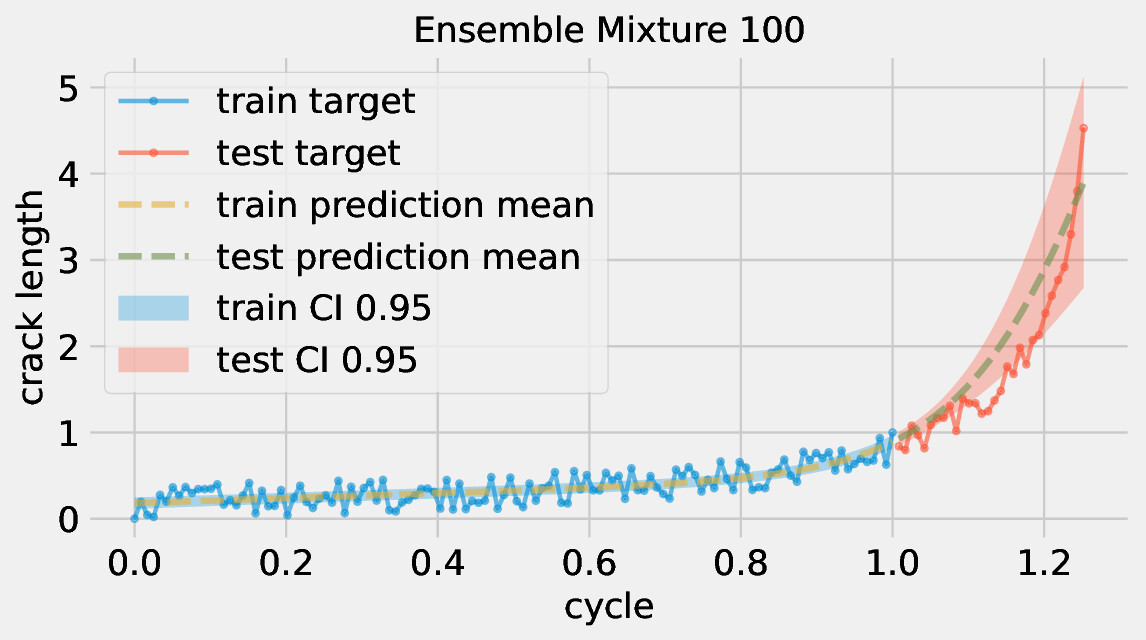 Ensemble Mixture 100
train target
test target
train prediction mean
test prediction mean
train CI 0.95
test CI 0.95
crack length
5
4
3
2
1
0
0.0 0.2 0.4 0.6 0.8 1.0 1.2
cycle